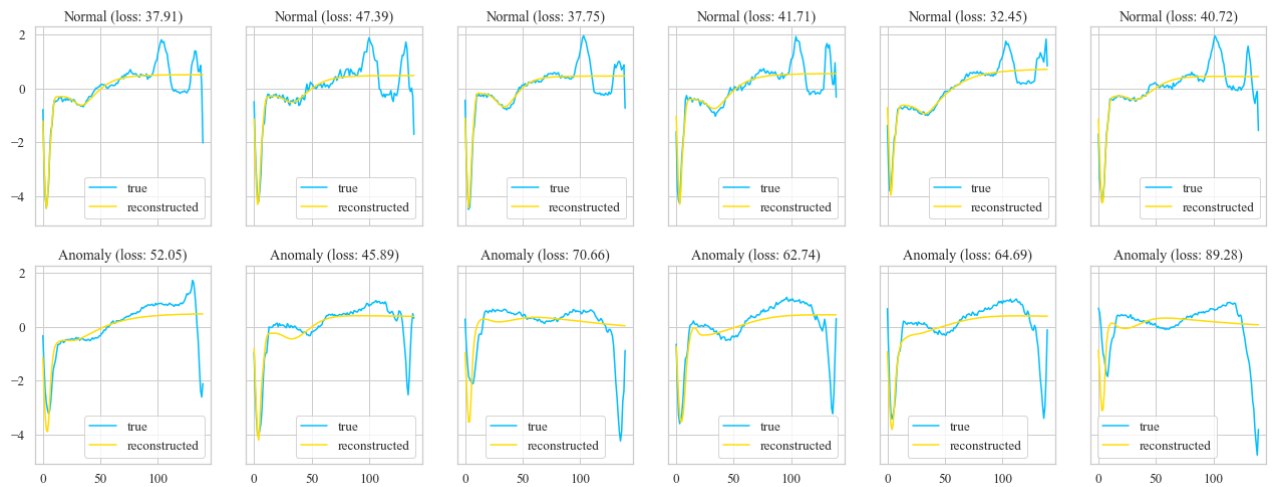 Normal (loss: 37.91) Normal (loss: 47.39) Normal (loss: 37.75) Normal (loss: 41.71) Normal (loss: 32.45) Normal (loss: 40.72)
2
0
−2
−4
true true true true true true
reconstructed reconstructed reconstructed reconstructed reconstructed reconstructed
Anomaly (loss: 52.05) Anomaly (loss: 45.89) Anomaly (loss: 70.66) Anomaly (loss: 62.74) Anomaly (loss: 64.69) Anomaly (loss: 89.28)
2
0
−2
−4
true true true true true true
reconstructed reconstructed reconstructed reconstructed reconstructed reconstructed
0 50 100 0 50 100 0 50 100 0 50 100 0 50 100 0 50 100